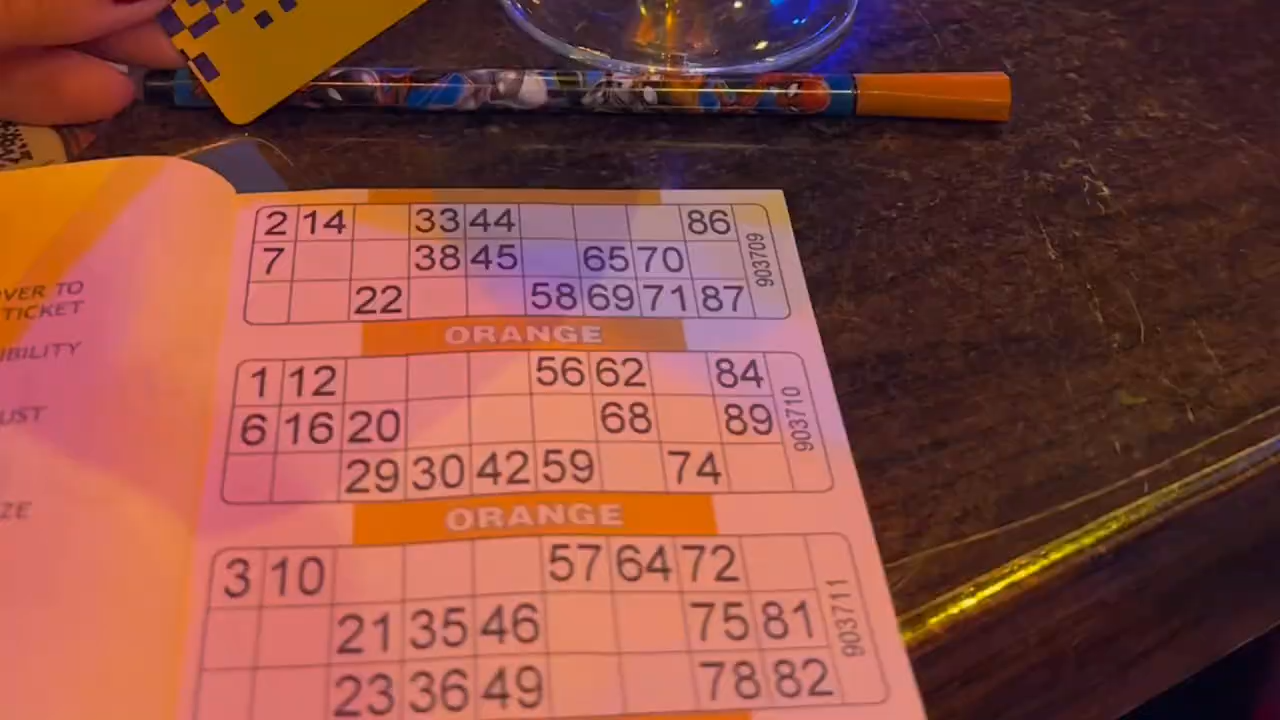 VER TO
TICKET
IBILITY
UST
ZE
2 14 33 44 86
7 38 45 65 70
22 58 69 71 87
903709
ORANGE
1 12 56 62 84
6 16 20 68 89
29 30 42 59 74
903710
ORANGE
3 10 57 64 72
21 35 46 75 81
23 36 49 78 82
903711